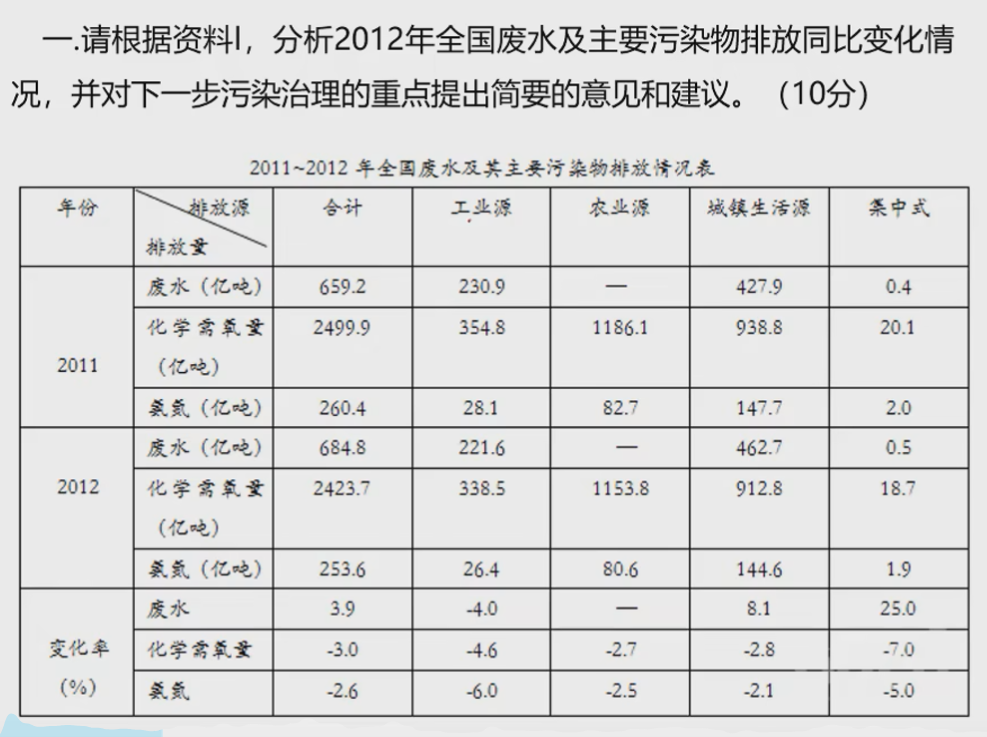 一.请根据资料I，分析2012年全国废水及主要污染物排放同比变化情
况，并对下一步污染治理的重点提出简要的意见和建议。（10分）
2011~2012 年全国废水及其主要污染物排放情况表
年份 排放源 排放量 合计 工业源 农业源 城镇生活源 集中式
2011
废水（亿吨） 659.2 230.9 — 427.9 0.4
化学需氧量（亿吨） 2499.9 354.8 1186.1 938.8 20.1
氨氮（亿吨） 260.4 28.1 82.7 147.7 2.0
2012
废水（亿吨） 684.8 221.6 — 462.7 0.5
化学需氧量（亿吨） 2423.7 338.5 1153.8 912.8 18.7
氨氮（亿吨） 253.6 26.4 80.6 144.6 1.9
变化率（%）
废水 3.9 -4.0 — 8.1 25.0
化学需氧量 -3.0 -4.6 -2.7 -2.8 -7.0
氨氮 -2.6 -6.0 -2.5 -2.1 -5.0